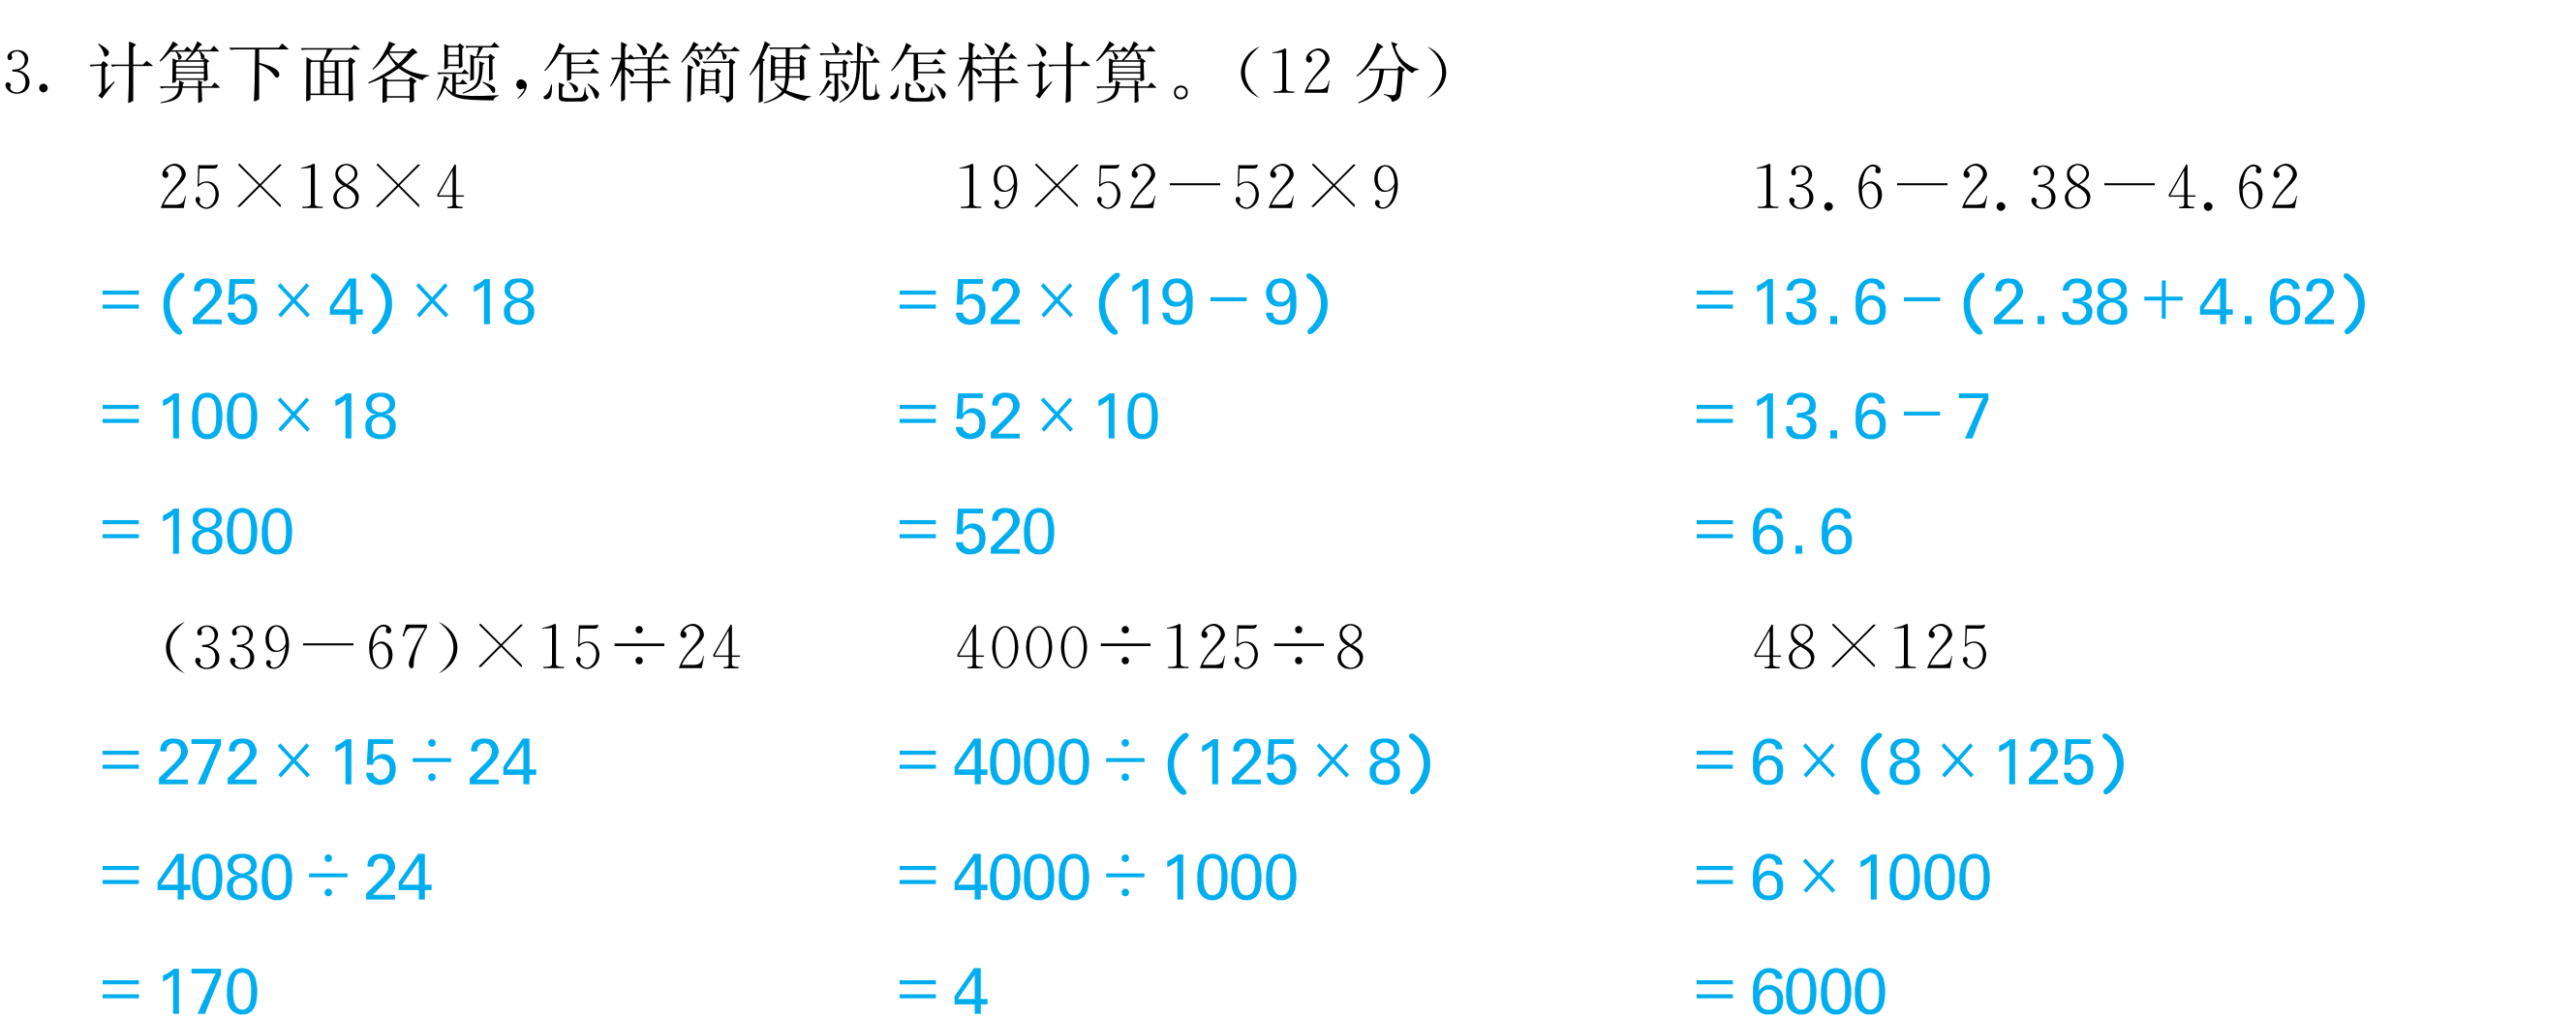 3. 计算下面各题,怎样简便就怎样计算。(12 分)
25×18×4 19×52−52×9 13.6−2.38−4.62
=(25×4)×18 =52×(19−9) =13.6−(2.38+4.62)
=100×18 =52×10 =13.6−7
=1800 =520 =6.6
(339−67)×15÷24 4000÷125÷8 48×125
=272×15÷24 =4000÷(125×8) =6×(8×125)
=4080÷24 =4000÷1000 =6×1000
=170 =4 =6000